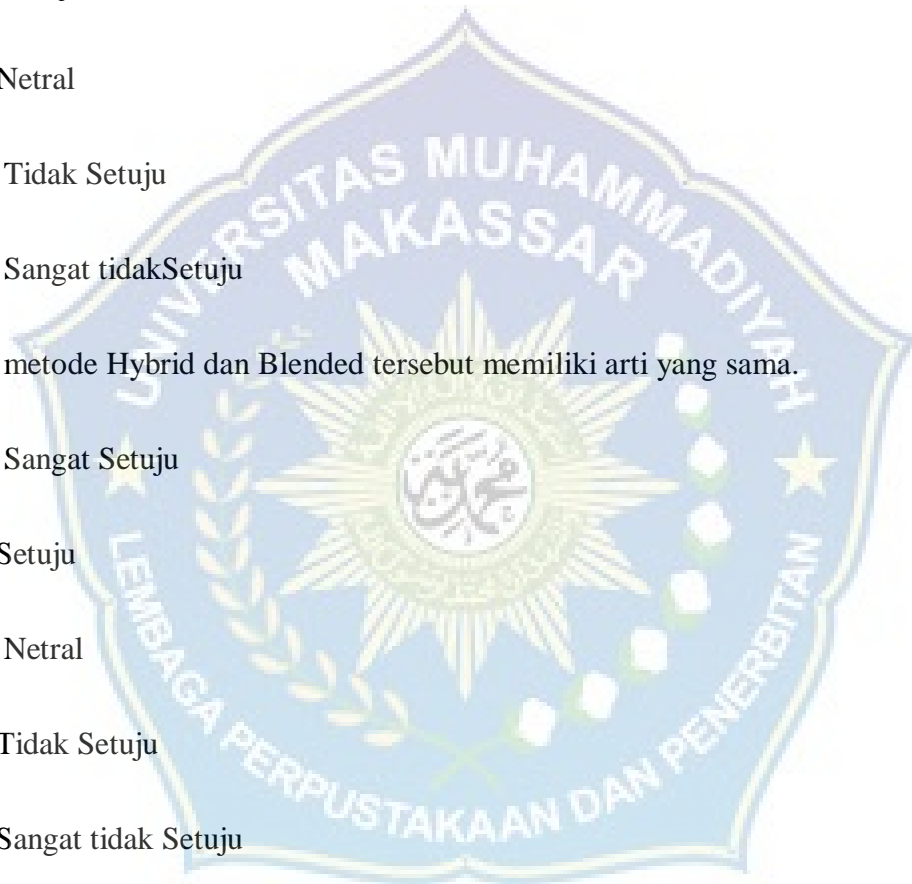 Netral
Tidak Setuju
Sangat tidakSetuju
metode Hybrid dan Blended tersebut memiliki arti yang sama.
Sangat Setuju
Setuju
Netral
Tidak Setuju
Sangat tidak Setuju
UNIVERSITAS MUHAMMADIYAH
MAKASSAR
LEMBAGA PERPUSTAKAAN DAN PENERBITAN